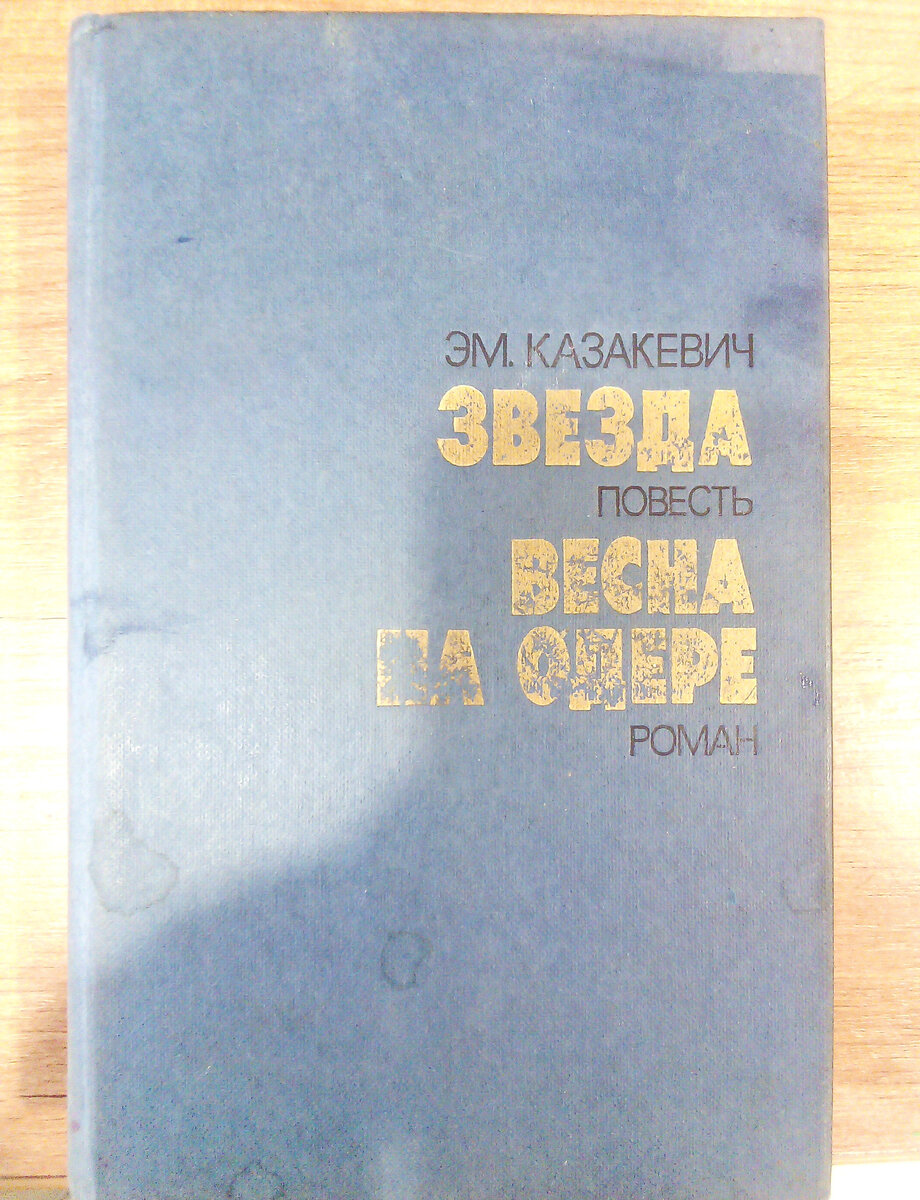 ЭМ. КАЗАКЕВИЧ
ЗВЕЗДА
ПОВЕСТЬ
ВЕСНА
НА ОДЕРЕ
РОМАН